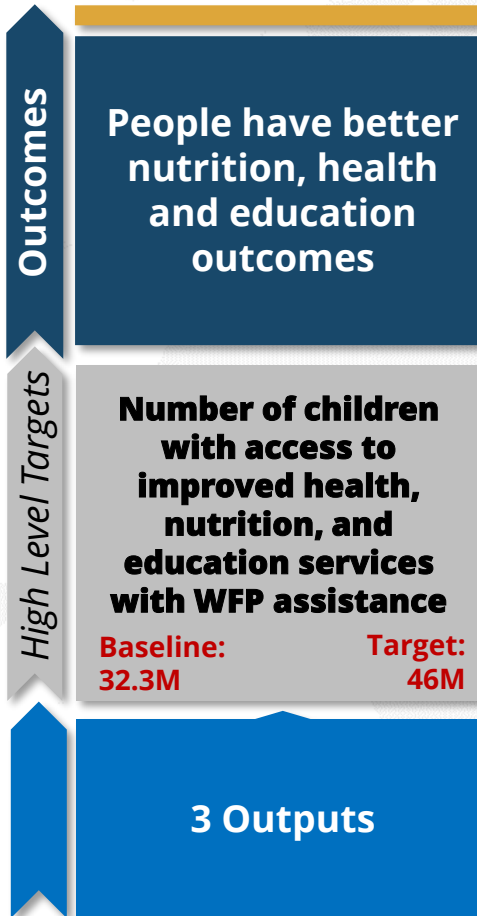 Outcomes
People have better
nutrition, health
and education
outcomes
High Level Targets
Number of children
with access to
improved health,
nutrition, and
education services
with WFP assistance
Baseline:
32.3M
Target:
46M
3 Outputs